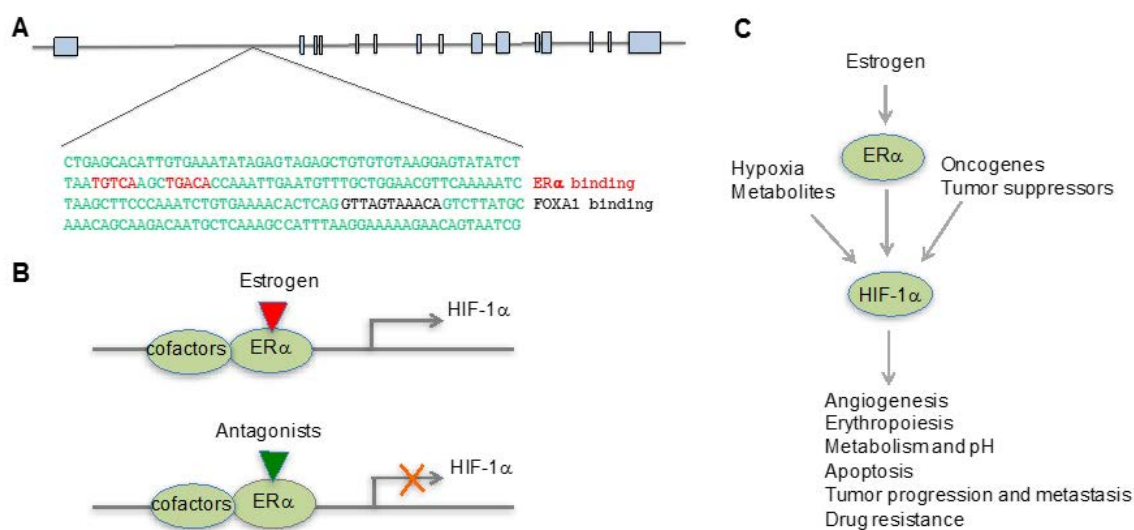 A
CTGAGCACATTGTGAAATATAGAGTAGAGCTGTGTGTAAGGAGTATATCT
TAATGTCAAGCTGACACCAAATTGAATGTTTGCTGGAACGTTCAAAAATC ERα binding
TAAGCTTCCCAAATCTGTGAAAACACTCAGGTTAGTAAACAGTCTTATGC FOXA1 binding
AAACAGCAAGACAATGCTCAAAGCCATTTAAGGAAAAAGAACAGTAATCG
B
Estrogen
HIF-1α
cofactors ERα
Antagonists
HIF-1α
cofactors ERα
C
Estrogen
ERα
Hypoxia
Metabolites
Oncogenes
Tumor suppressors
HIF-1α
Angiogenesis
Erythropoiesis
Metabolism and pH
Apoptosis
Tumor progression and metastasis
Drug resistance